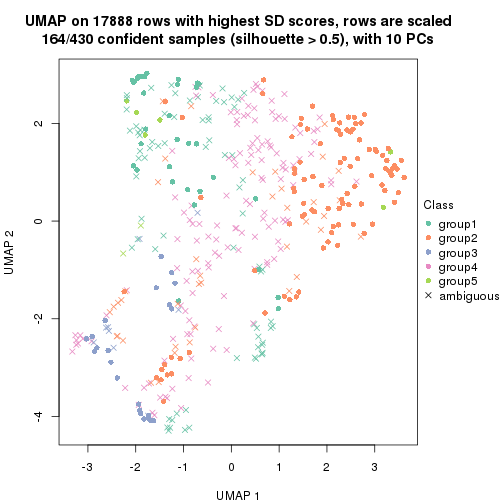 UMAP on 17888 rows with highest SD scores, rows are scaled
164/430 confident samples (silhouette > 0.5), with 10 PCs
2
0
-2
-4
UMAP 2
-3
-2
-1
0
1
2
3
UMAP 1
Class
group1
group2
group3
group4
group5
ambiguous